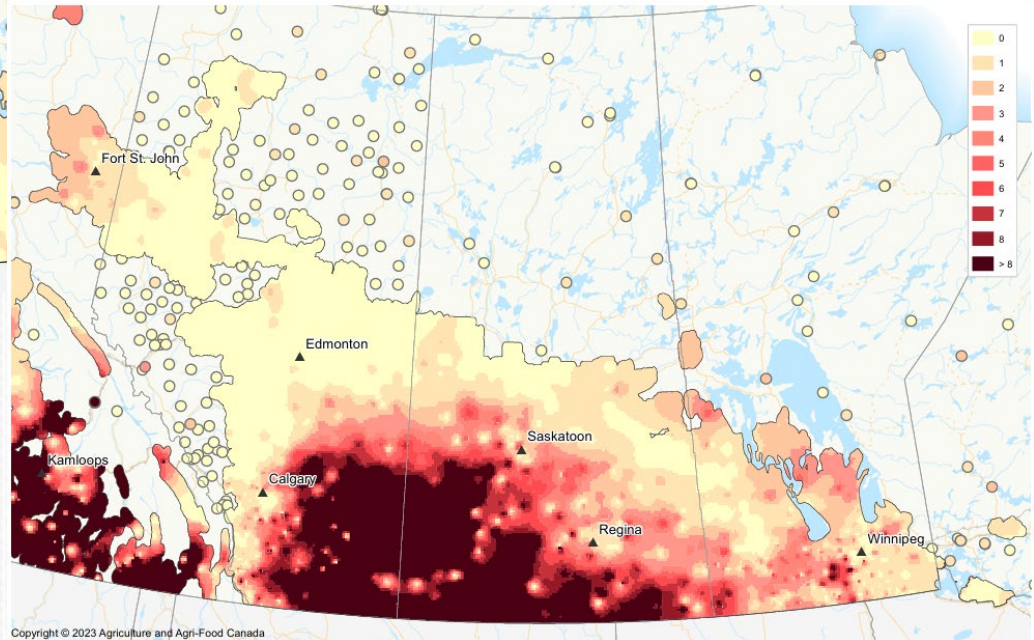 0
1
2
3
4
5
6
7
8
> 8
Fort St. John
Edmonton
Saskatoon
Kamloops
Calgary
Regina
Winnipeg
Copyright © 2023 Agriculture and Agri-Food Canada